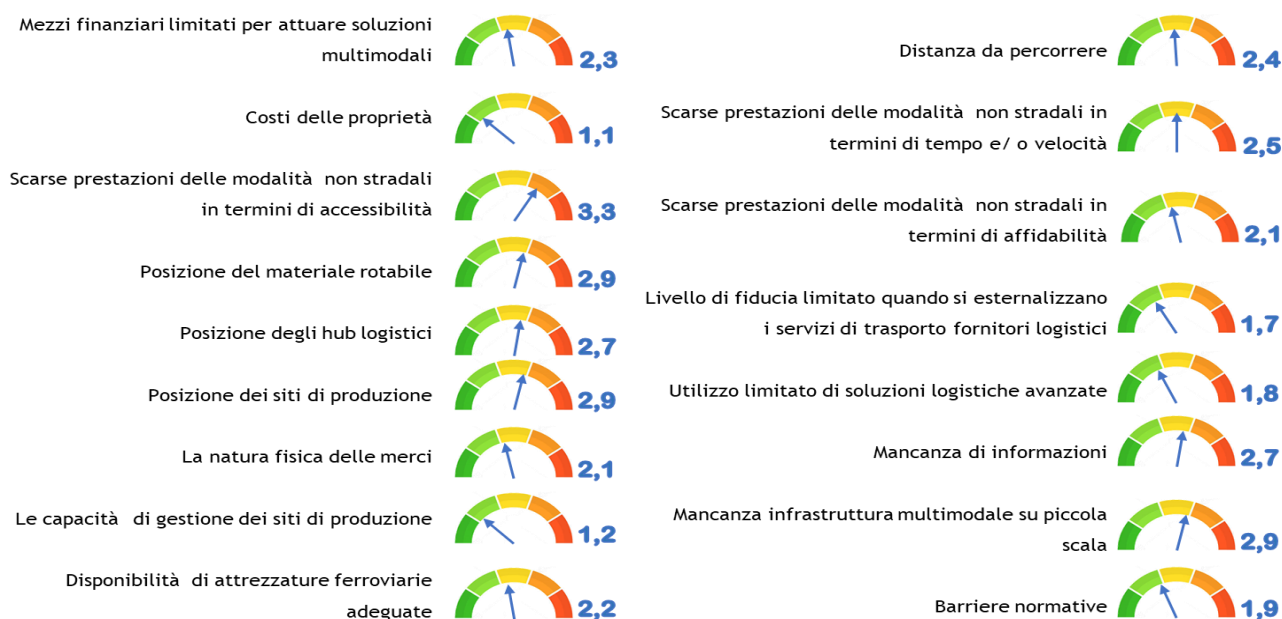 Mezzi finanziari limitati per attuare soluzioni
multimodali
2,3
Costi delle proprietà
1,1
Scarse prestazioni delle modalità non stradali
in termini di accessibilità
3,3
Posizione del materiale rotabile
2,9
Posizione degli hub logistici
2,7
Posizione dei siti di produzione
2,9
La natura fisica delle merci
2,1
Le capacità di gestione dei siti di produzione
1,2
Disponibilità di attrezzature ferroviarie
adeguate
2,2
Distanza da percorrere
2,4
Scarse prestazioni delle modalità non stradali in
termini di tempo e/ o velocità
2,5
Scarse prestazioni delle modalità non stradali in
termini di affidabilità
2,1
Livello di fiducia limitato quando si esternalizzano
i servizi di trasporto fornitori logistici
1,7
Utilizzo limitato di soluzioni logistiche avanzate
1,8
Mancanza di informazioni
2,7
Mancanza infrastruttura multimodale su piccola
scala
2,9
Barriere normative
1,9